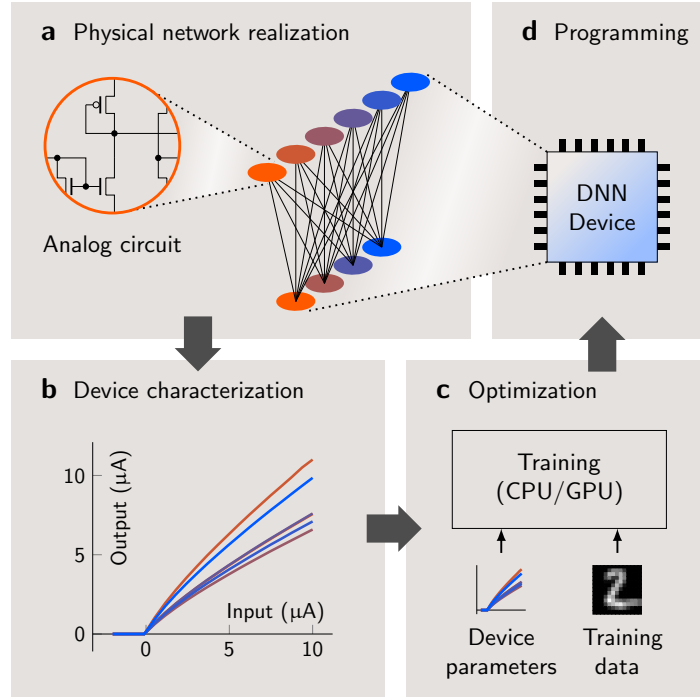 a Physical network realization
Analog circuit
d Programming
DNN
Device
b Device characterization
Output (μA)
10
5
0
Input (μA)
0 5 10
c Optimization
Training
(CPU/GPU)
Device
parameters
Training
data